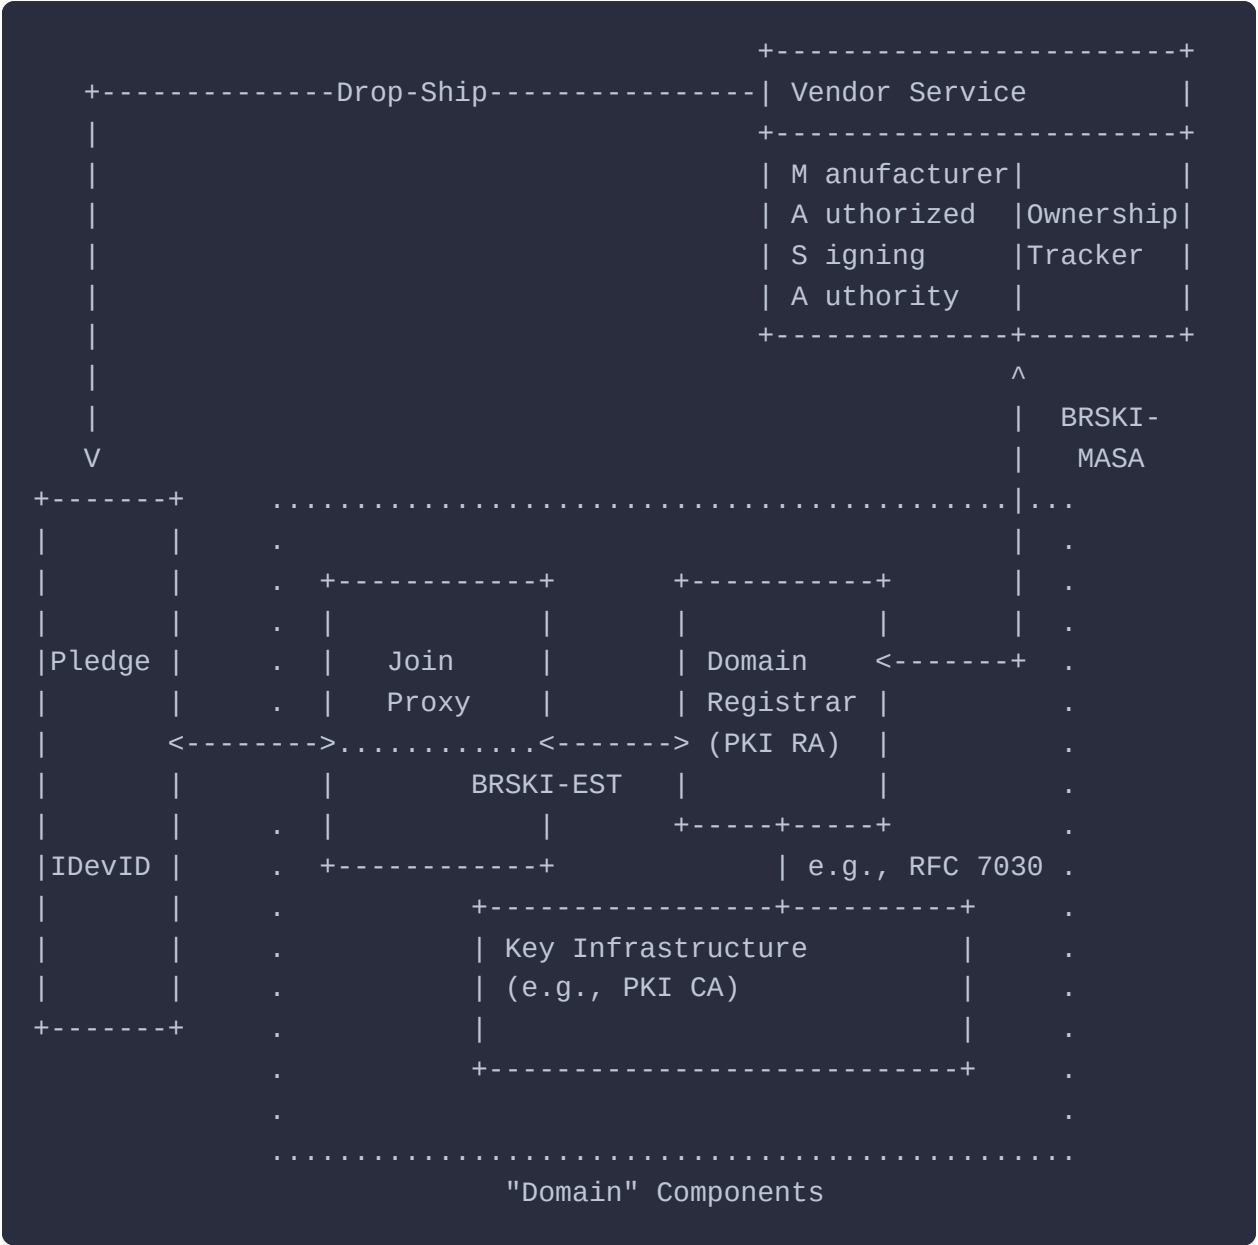 +------------------------+
   +--------------Drop-Ship----------------| Vendor Service         |
   |                                       +------------------------+
   |                                       | M anufacturer|         |
   |                                       | A uthorized  |Ownership|
   |                                       | S igning     |Tracker  |
   |                                       | A uthority   |         |
   |                                       +--------------+---------+
   |                                                      ^
   |                                                      |  BRSKI-
   V                                                      |   MASA
+-------+     ............................................|...
|       |     .                                           |  .
|       |     .  +------------+       +-----------+       |  .
|       |     .  |            |       |           |       |  .
|Pledge |     .  |   Join     |       | Domain    <-------+  .
|       |     .  |   Proxy    |       | Registrar |          .
|       <-------->............<-------> (PKI RA)  |          .
|       |        |        BRSKI-EST   |           |          .
|       |     .  |            |       +-----+-----+          .
|IDevID |     .  +------------+             | e.g., RFC 7030 .
|       |     .           +-----------------+----------+     .
|       |     .           | Key Infrastructure         |     .
|       |     .           | (e.g., PKI CA)             |     .
+-------+     .           |                            |     .
              .           +----------------------------+     .
              .                                              .
              ................................................
                            "Domain" Components